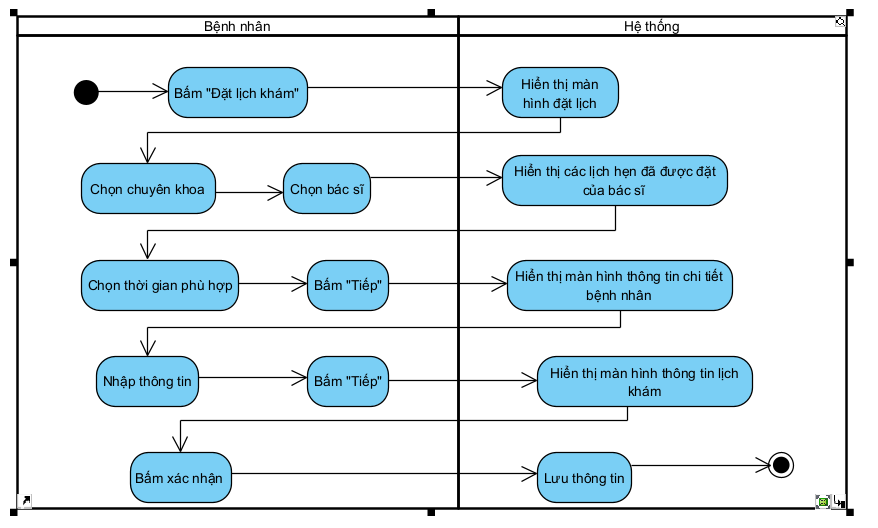 Bệnh nhân
Hệ thống
Bấm "Đặt lịch khám"
Hiển thị màn
hình đặt lịch
Chọn chuyên khoa
Chọn bác sĩ
Hiển thị các lịch hẹn đã được đặt
của bác sĩ
Chọn thời gian phù hợp
Bấm "Tiếp"
Hiển thị màn hình thông tin chi tiết
bệnh nhân
Nhập thông tin
Bấm "Tiếp"
Hiển thị màn hình thông tin lịch
khám
Bấm xác nhận
Lưu thông tin